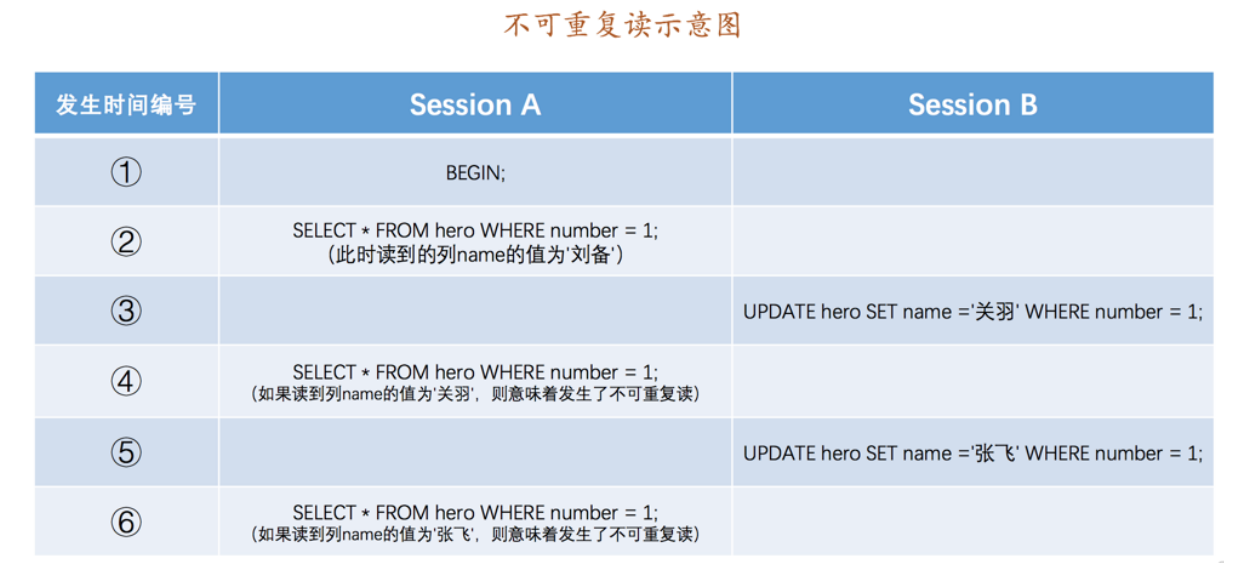 不可重复读示意图
发生时间编号 Session A Session B
① BEGIN;
② SELECT * FROM hero WHERE number = 1;
（此时读到的列name的值为'刘备'）
③ UPDATE hero SET name ='关羽' WHERE number = 1;
④ SELECT * FROM hero WHERE number = 1;
（如果读到列name的值为'关羽'，则意味着发生了不可重复读）
⑤ UPDATE hero SET name ='张飞' WHERE number = 1;
⑥ SELECT * FROM hero WHERE number = 1;
（如果读到列name的值为'张飞'，则意味着发生了不可重复读）